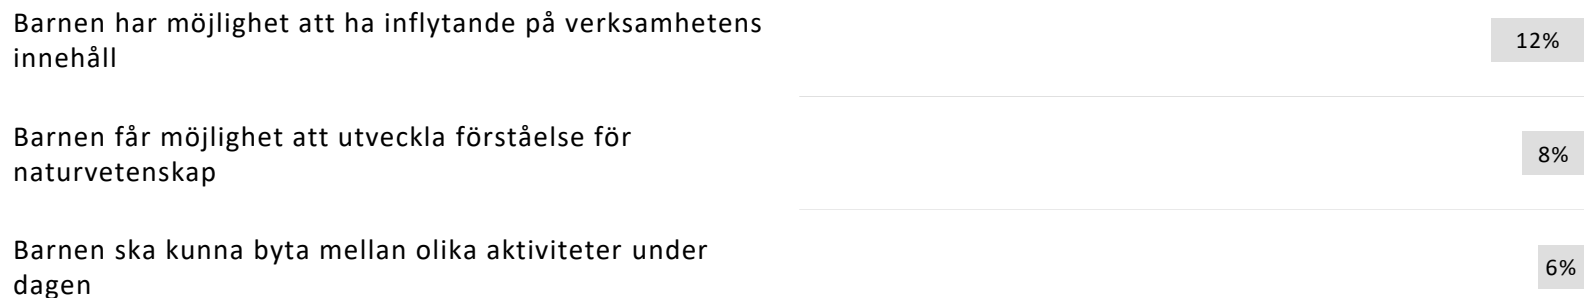 Barnen har möjlighet att ha inflytande på verksamhetens
innehåll
12%
Barnen får möjlighet att utveckla förståelse för
naturvetenskap
8%
Barnen ska kunna byta mellan olika aktiviteter under
dagen
6%